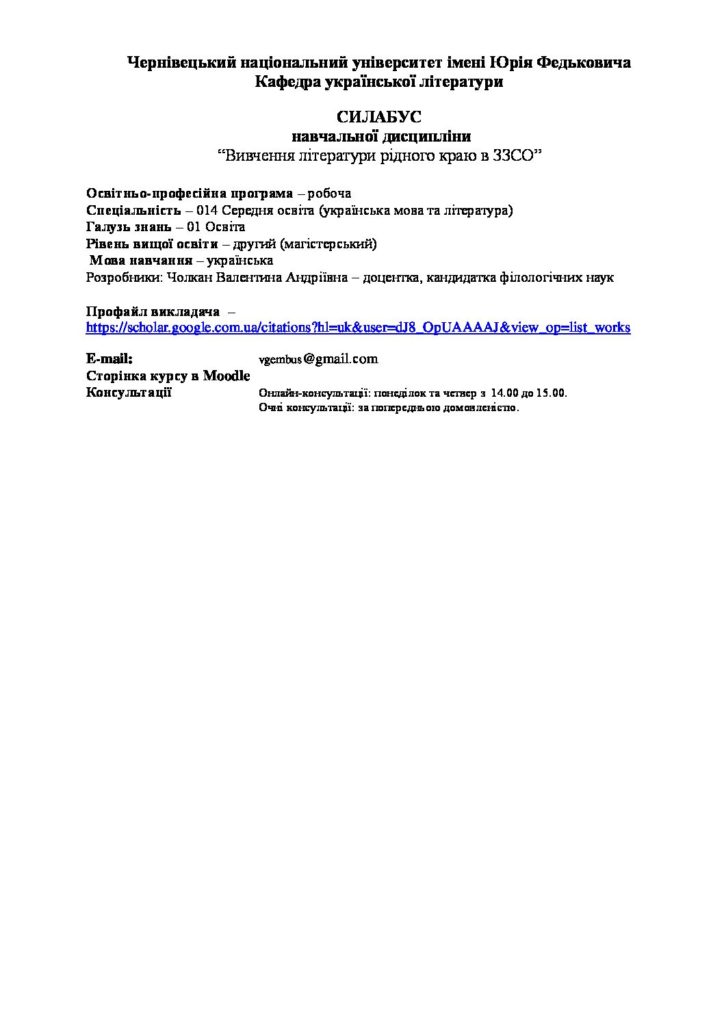 Чернівецький національний університет імені Юрія Федьковича
Кафедра української літератури
СИЛАБУС
навчальної дисципліни
“Вивчення літератури рідного краю в ЗЗСО”
Освітньо-професійна програма – робоча
Спеціальність – 014 Середня освіта (українська мова та література)
Галузь знань – 01 Освіта
Рівень вищої освіти – другий (магістерський)
Мова навчання – українська
Розробники: Чолкан Валентина Андріївна – доцентка, кандидатка філологічних наук
Профайл викладача –
https://scholar.google.com.ua/citations?hl=uk&user=dJ8_OpUAAAAJ&view_op=list_works
E-mail: vgembus@gmail.com
Сторінка курсу в Moodle
Консультації Онлайн-консультації: понеділок та четвер з 14.00 до 15.00.
Очні консультації: за попередньою домовленістю.